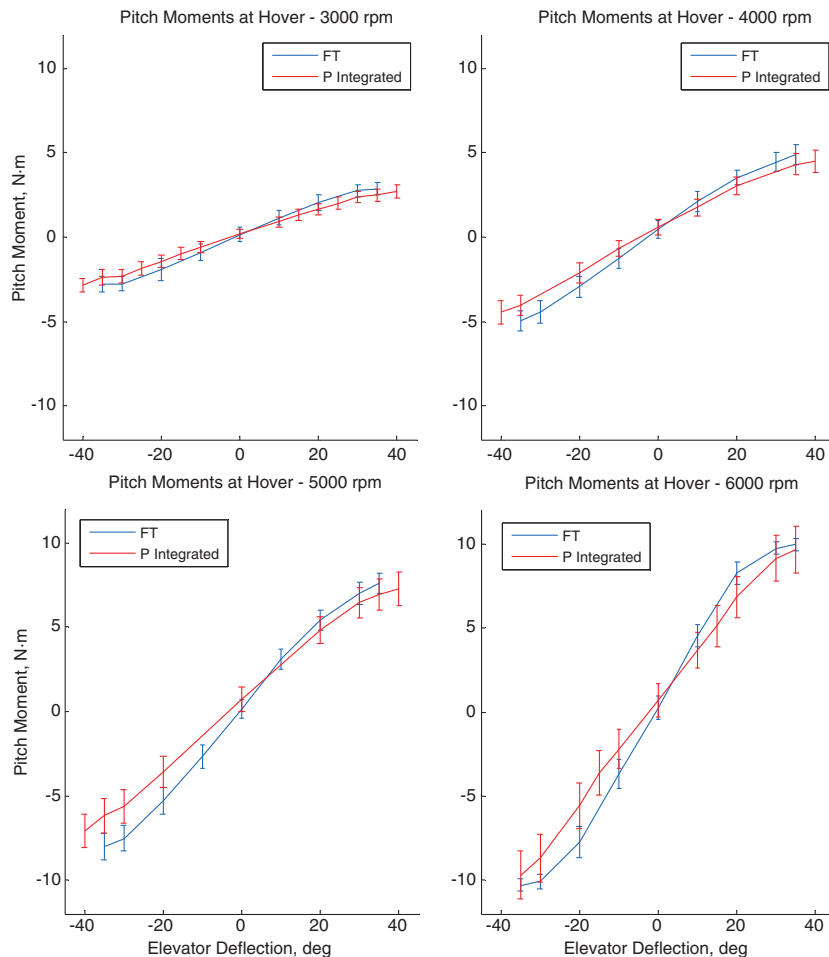 Pitch Moments at Hover - 3000 rpm
10
5
0
-5
-10
Pitch Moment, N·m
-40 -20 0 20 40
FT
P Integrated
Pitch Moments at Hover - 4000 rpm
10
5
0
-5
-10
-40 -20 0 20 40
FT
P Integrated
Pitch Moments at Hover - 5000 rpm
10
5
0
-5
-10
Pitch Moment, N·m
-40 -20 0 20 40
Elevator Deflection, deg
FT
P Integrated
Pitch Moments at Hover - 6000 rpm
10
5
0
-5
-10
-40 -20 0 20 40
Elevator Deflection, deg
FT
P Integrated